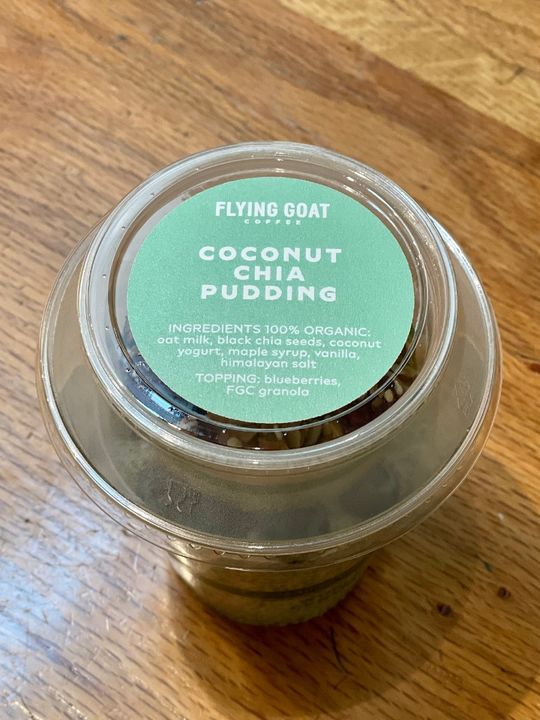 FLYING GOAT
COFFEE
COCONUT
CHIA
PUDDING
INGREDIENTS 100% ORGANIC:
oat milk, black chia seeds, coconut
yogurt, maple syrup, vanilla,
himalayan salt
TOPPING: blueberries,
FGC granola